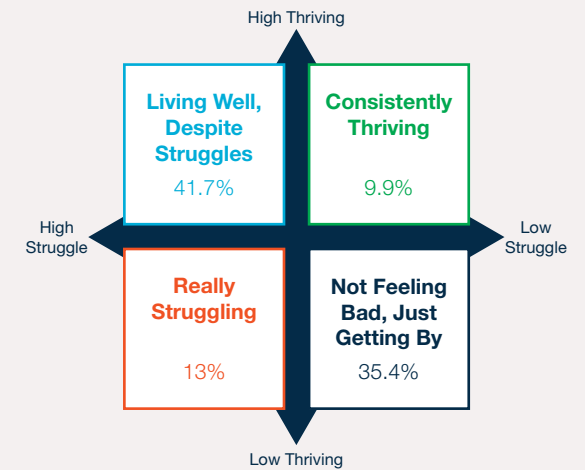 High Thriving
Living Well,
Despite
Struggles
41.7%
Consistently
Thriving
9.9%
High
Struggle
Low
Struggle
Really
Struggling
13%
Not Feeling
Bad, Just
Getting By
35.4%
Low Thriving